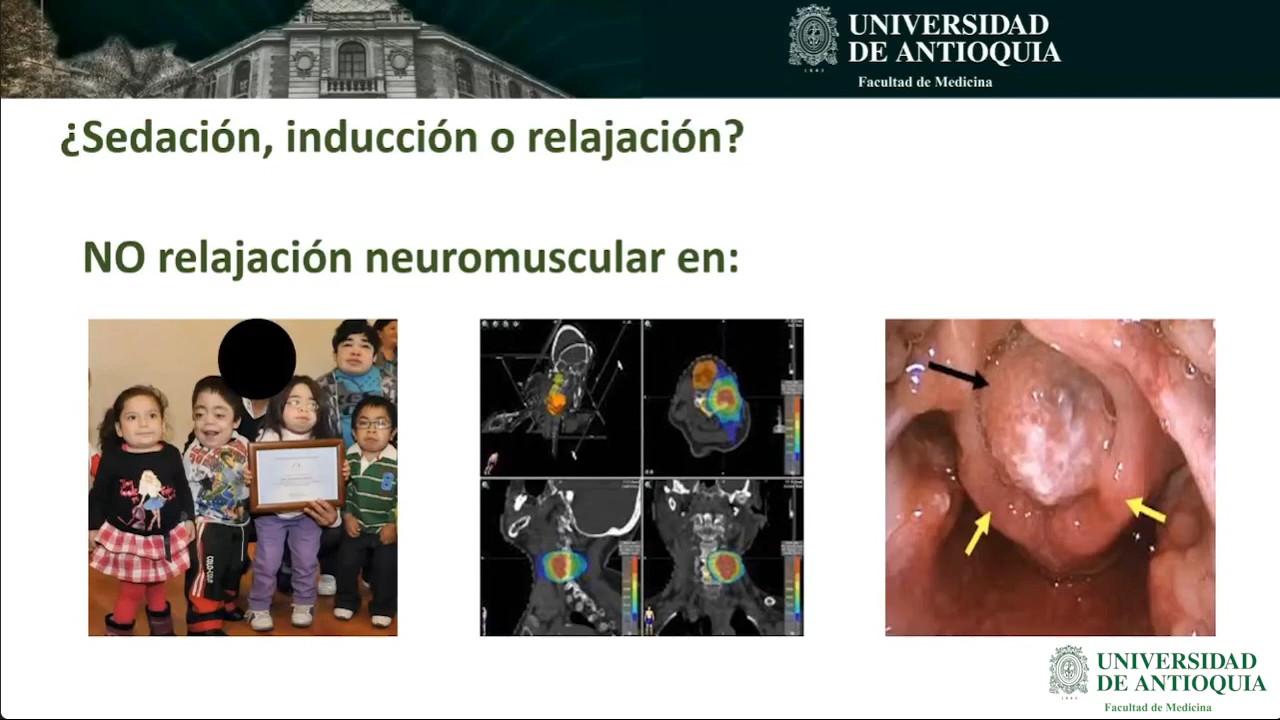 UNIVERSIDAD
DE ANTIOQUIA
1803
Facultad de Medicina
¿Sedación, inducción o relajación?
NO relajación neuromuscular en:
UNIVERSIDAD
DE ANTIOQUIA
Facultad de Medicina